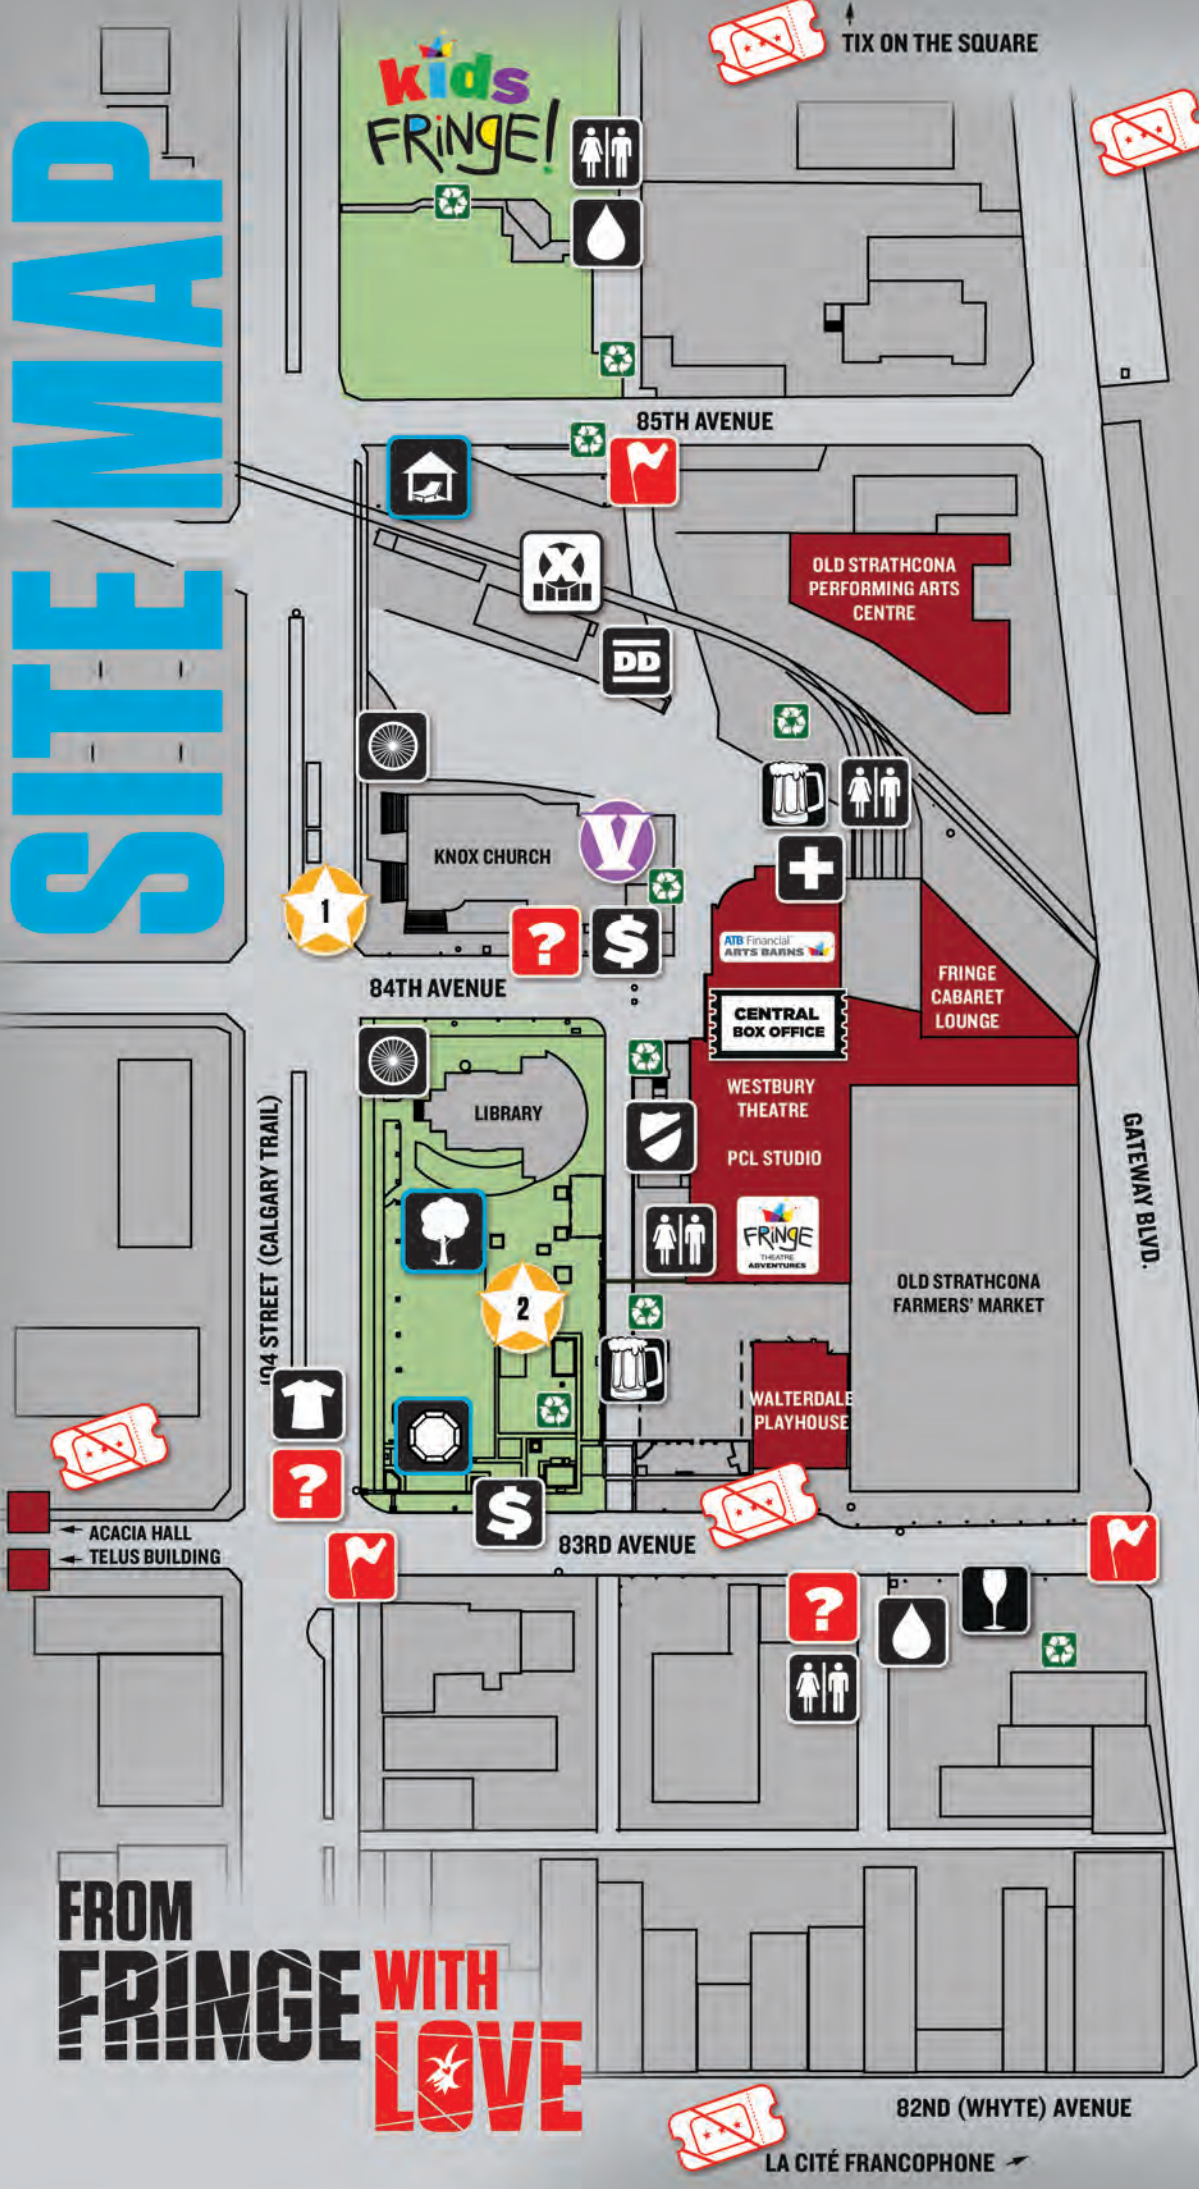 SITE MAP
TIX ON THE SQUARE
kids
FRiNgE!
85TH AVENUE
OLD STRATHCONA
PERFORMING ARTS
CENTRE
X
DD
KNOX CHURCH
V
1
?
$
ATB Financial
ARTS BARNS
84TH AVENUE
CENTRAL
BOX OFFICE
FRINGE
CABARET
LOUNGE
WESTBURY
THEATRE
LIBRARY
PCL STUDIO
GATEWAY BLVD.
104 STREET (CALGARY TRAIL)
FRiNgE
THEATRE
ADVENTURES
2
OLD STRATHCONA
FARMERS' MARKET
WALTERDALE
PLAYHOUSE
?
$
ACACIA HALL
TELUS BUILDING
83RD AVENUE
?
FROM
FRINGE
WITH
LOVE
82ND (WHYTE) AVENUE
LA CITÉ FRANCOPHONE